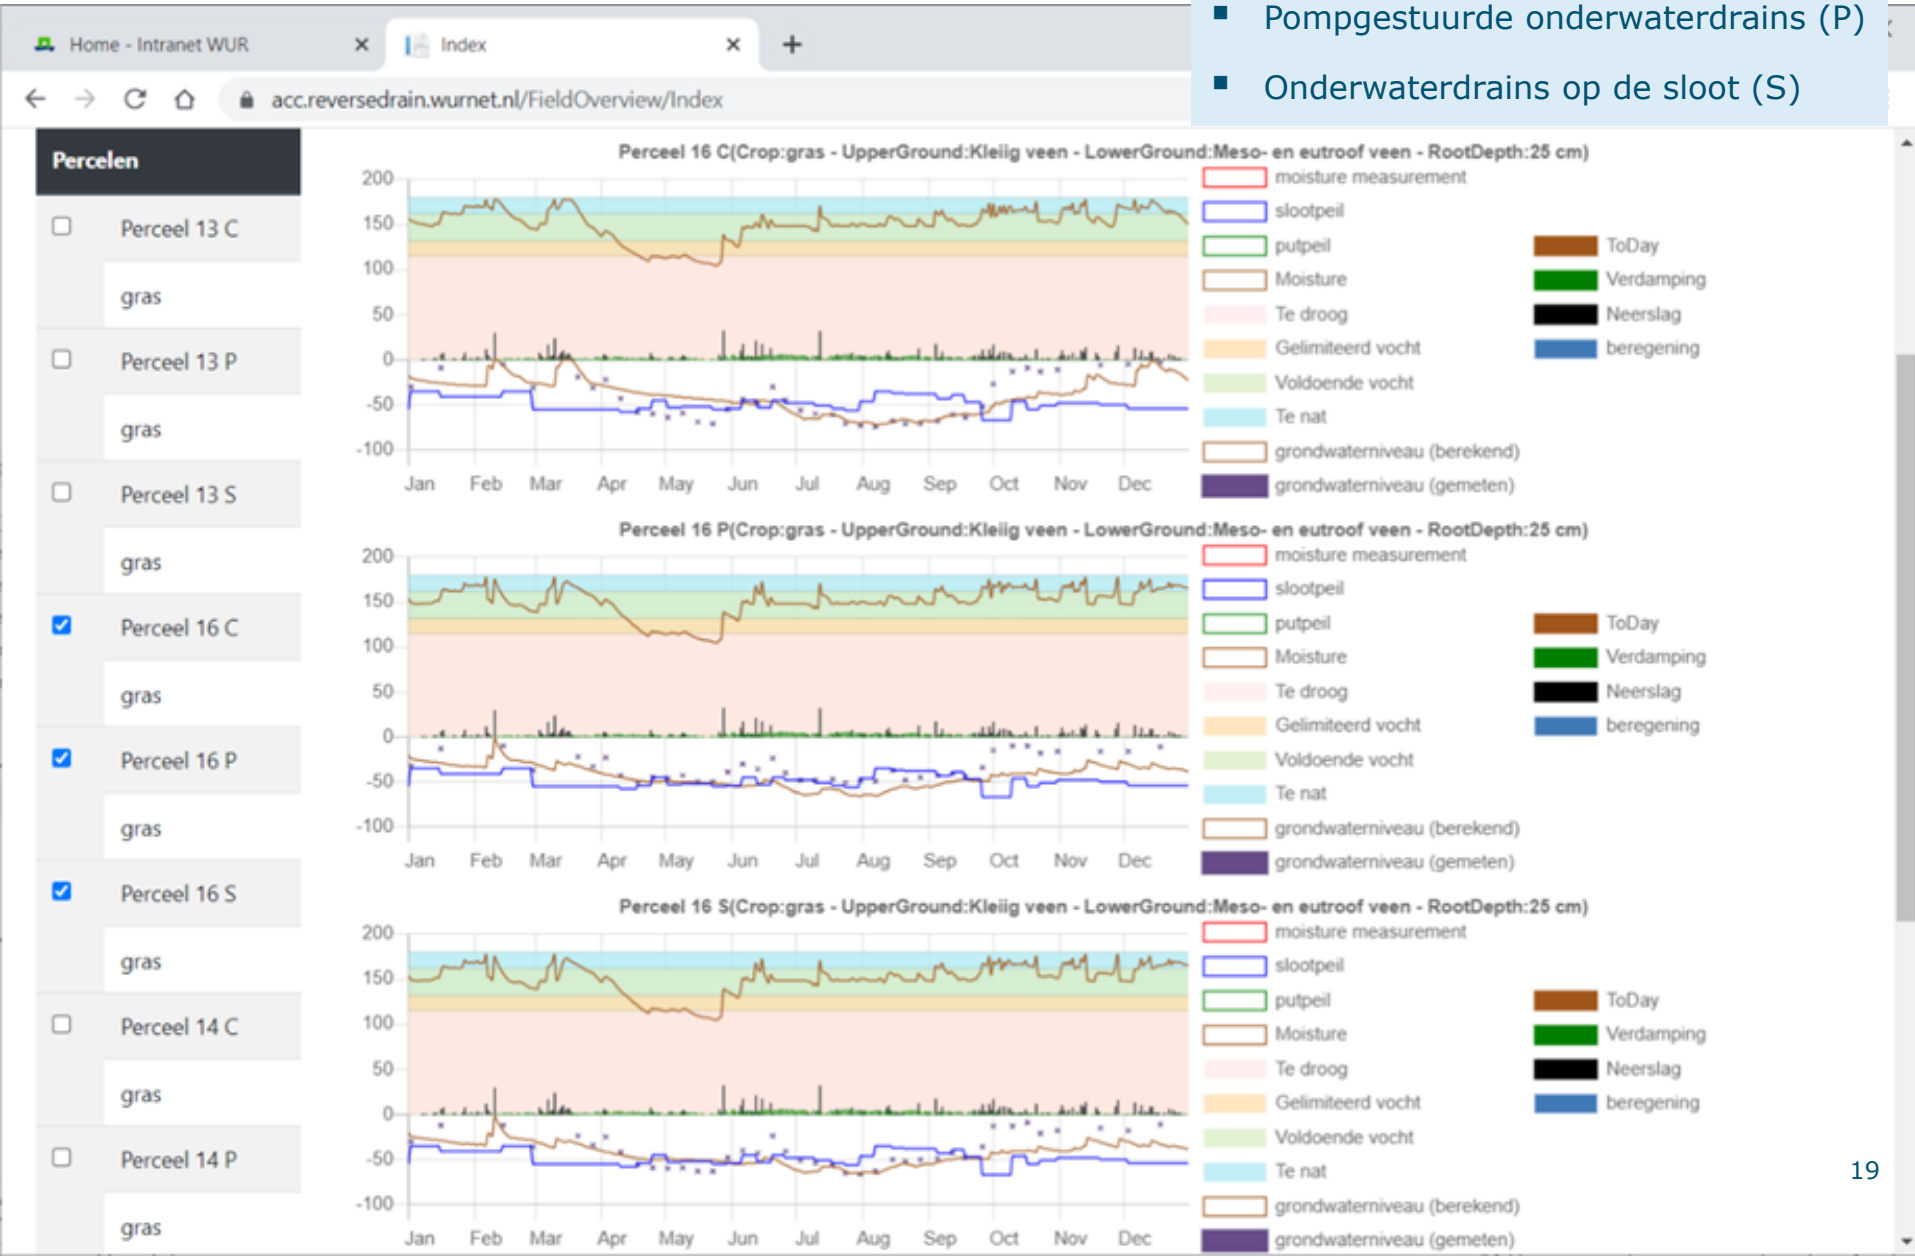 ▪ Pompgestuurde onderwaterdrains (P)
▪ Onderwaterdrains op de sloot (S)
Home - Intranet WUR
Index
acc.reversedrain.wurnet.nl/FieldOverview/Index
Percelen
Perceel 13 C
gras
Perceel 13 P
gras
Perceel 13 S
gras
Perceel 16 C
gras
Perceel 16 P
gras
Perceel 16 S
gras
Perceel 14 C
gras
Perceel 14 P
gras
Perceel 16 C(Crop:gras - UpperGround:Kleiig veen - LowerGround:Meso- en eutroof veen - RootDepth:25 cm)
200
150
100
50
0
-50
-100
Jan Feb Mar Apr May Jun Jul Aug Sep Oct Nov Dec
moisture measurement
slootpeil
putpeil
Moisture
Te droog
Gelimiteerd vocht
Voldoende vocht
Te nat
grondwaterniveau (berekend)
grondwaterniveau (gemeten)
ToDay
Verdamping
Neerslag
beregening
Perceel 16 P(Crop:gras - UpperGround:Kleiig veen - LowerGround:Meso- en eutroof veen - RootDepth:25 cm)
200
150
100
50
0
-50
-100
Jan Feb Mar Apr May Jun Jul Aug Sep Oct Nov Dec
moisture measurement
slootpeil
putpeil
Moisture
Te droog
Gelimiteerd vocht
Voldoende vocht
Te nat
grondwaterniveau (berekend)
grondwaterniveau (gemeten)
ToDay
Verdamping
Neerslag
beregening
Perceel 16 S(Crop:gras - UpperGround:Kleiig veen - LowerGround:Meso- en eutroof veen - RootDepth:25 cm)
200
150
100
50
0
-50
-100
Jan Feb Mar Apr May Jun Jul Aug Sep Oct Nov Dec
moisture measurement
slootpeil
putpeil
Moisture
Te droog
Gelimiteerd vocht
Voldoende vocht
Te nat
grondwaterniveau (berekend)
grondwaterniveau (gemeten)
ToDay
Verdamping
Neerslag
beregening
19